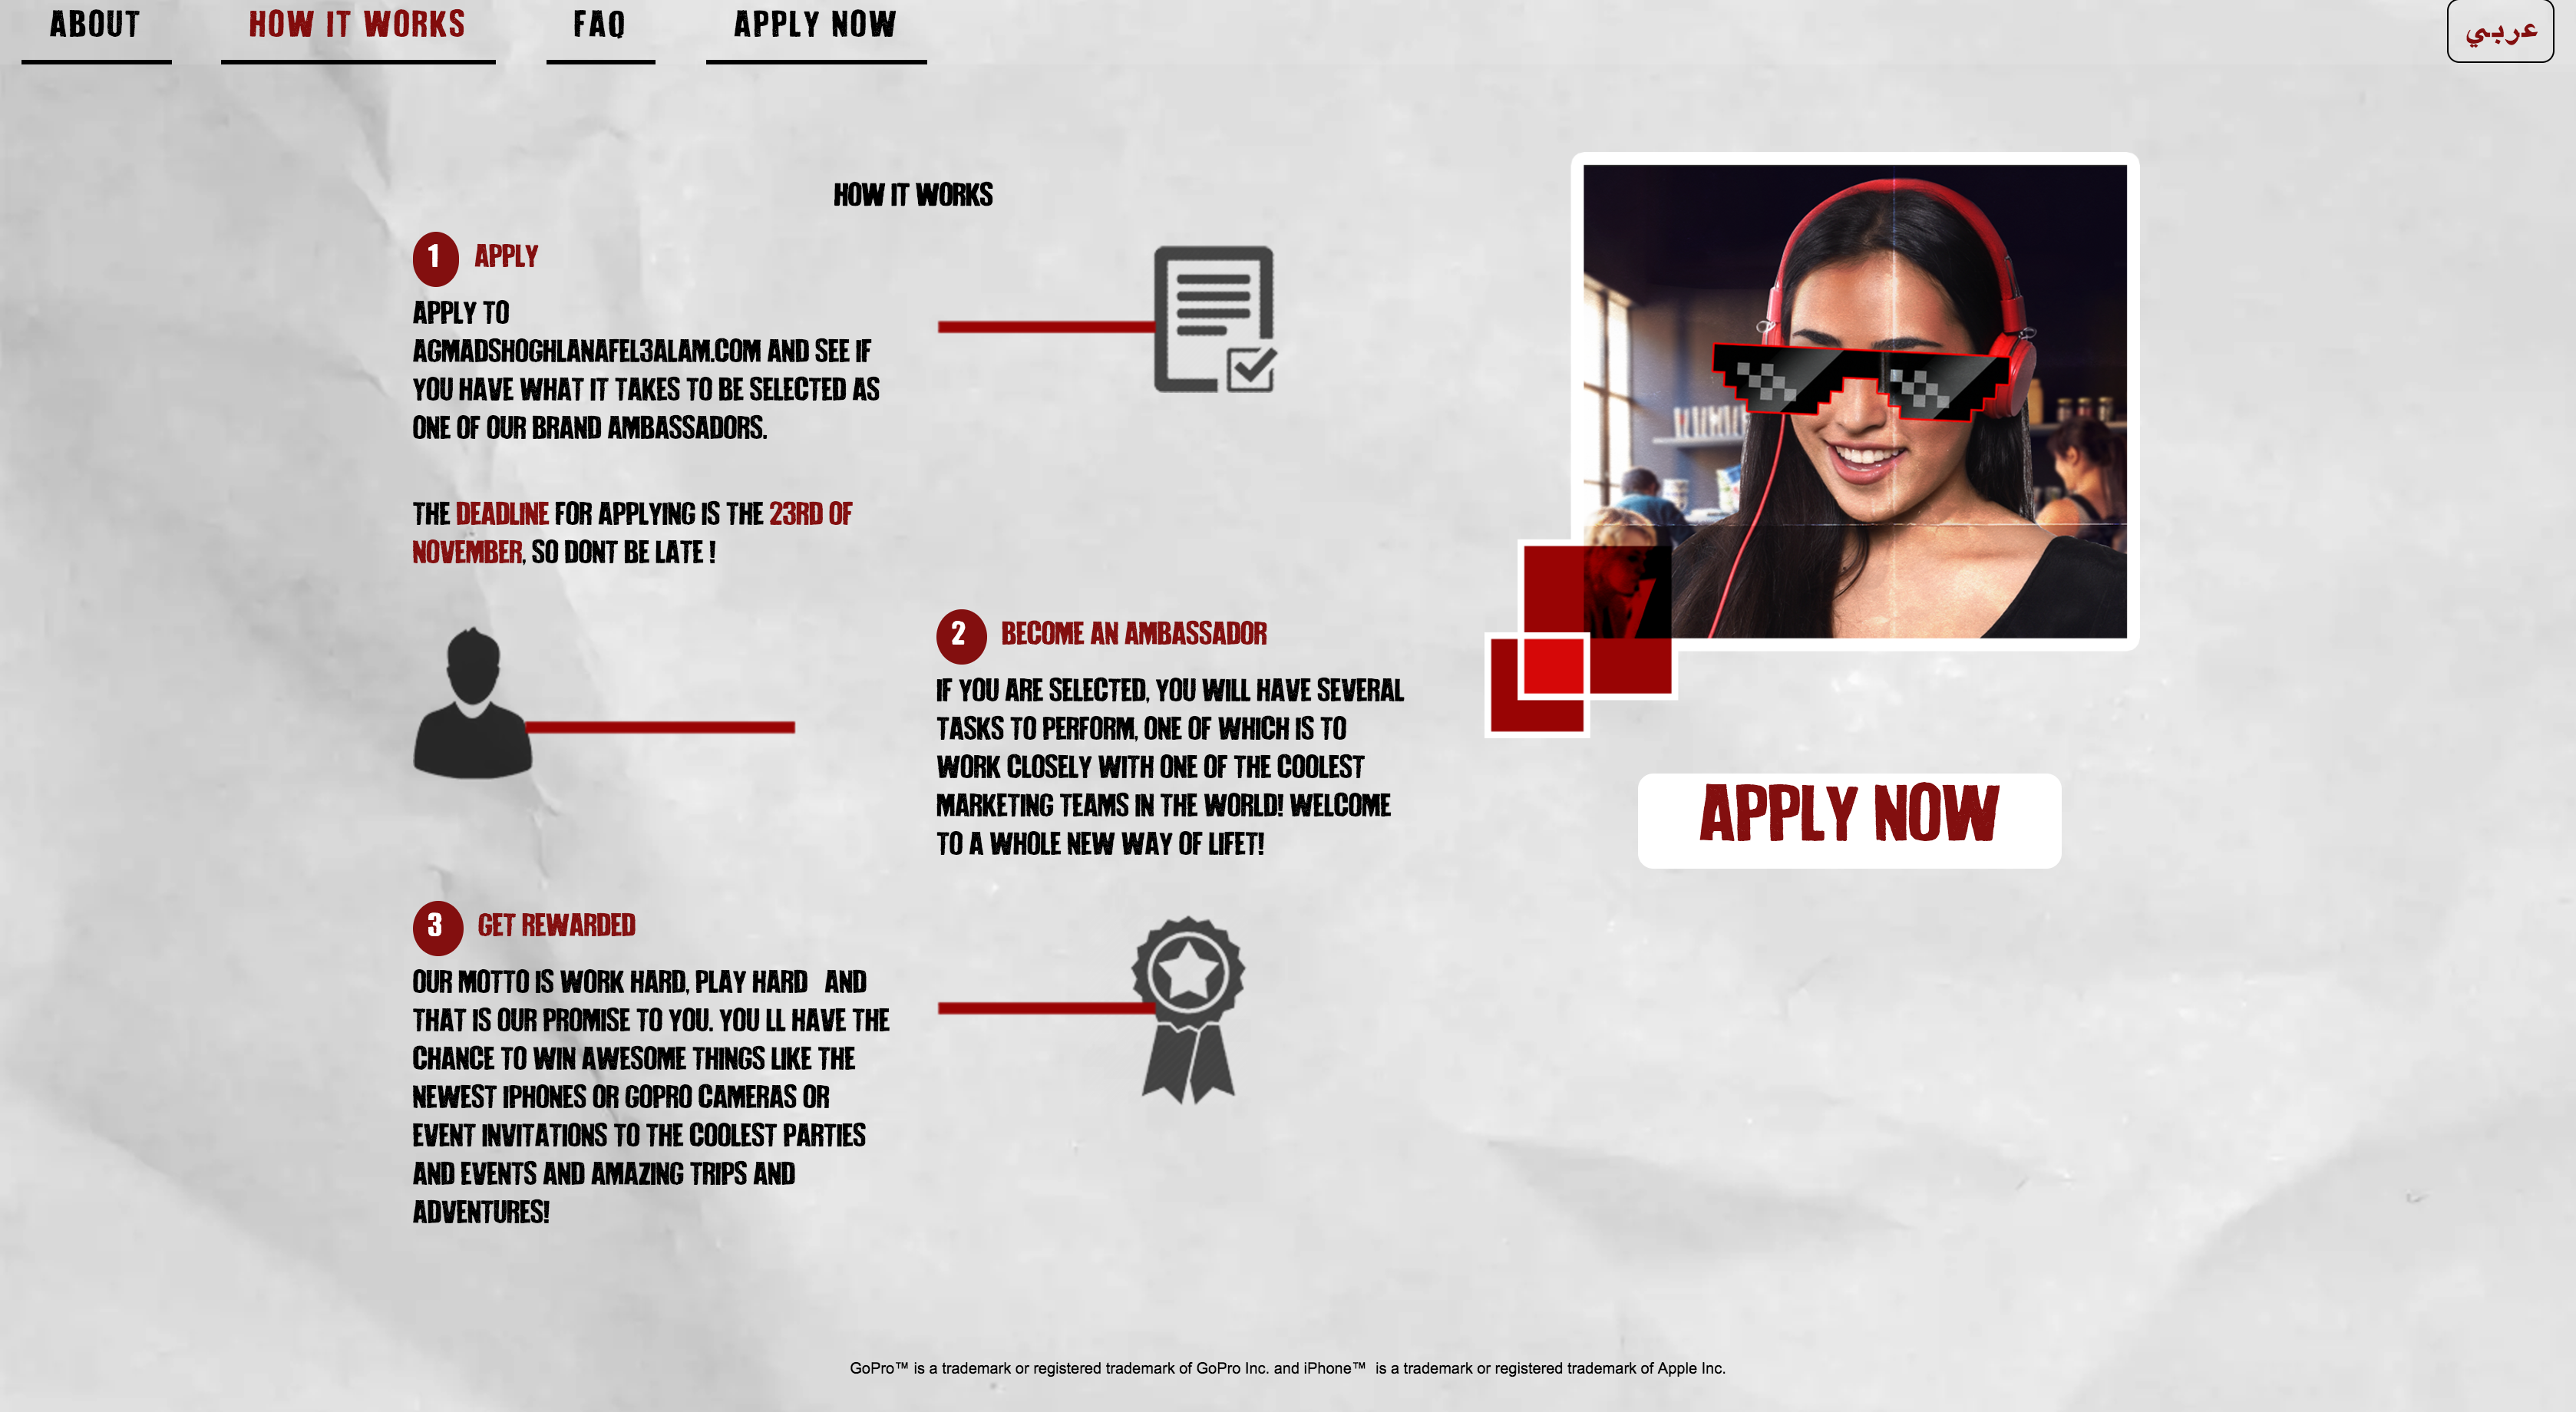 ABOUT
HOW IT WORKS
FAQ
APPLY NOW
عربي
HOW IT WORKS
1 APPLY
APPLY TO
AGMADSHOGHLANAFEL3ALAM.COM AND SEE IF
YOU HAVE WHAT IT TAKES TO BE SELECTED AS
ONE OF OUR BRAND AMBASSADORS.
THE DEADLINE FOR APPLYING IS THE 23RD OF
NOVEMBER, SO DONT BE LATE !
2 BECOME AN AMBASSADOR
IF YOU ARE SELECTED, YOU WILL HAVE SEVERAL
TASKS TO PERFORM, ONE OF WHICH IS TO
WORK CLOSELY WITH ONE OF THE COOLEST
MARKETING TEAMS IN THE WORLD! WELCOME
TO A WHOLE NEW WAY OF LIFET!
3 GET REWARDED
OUR MOTTO IS WORK HARD, PLAY HARD AND
THAT IS OUR PROMISE TO YOU. YOU LL HAVE THE
CHANCE TO WIN AWESOME THINGS LIKE THE
NEWEST IPHONES OR GOPRO CAMERAS OR
EVENT INVITATIONS TO THE COOLEST PARTIES
AND EVENTS AND AMAZING TRIPS AND
ADVENTURES!
APPLY NOW
GoPro™ is a trademark or registered trademark of GoPro Inc. and iPhone™ is a trademark or registered trademark of Apple Inc.